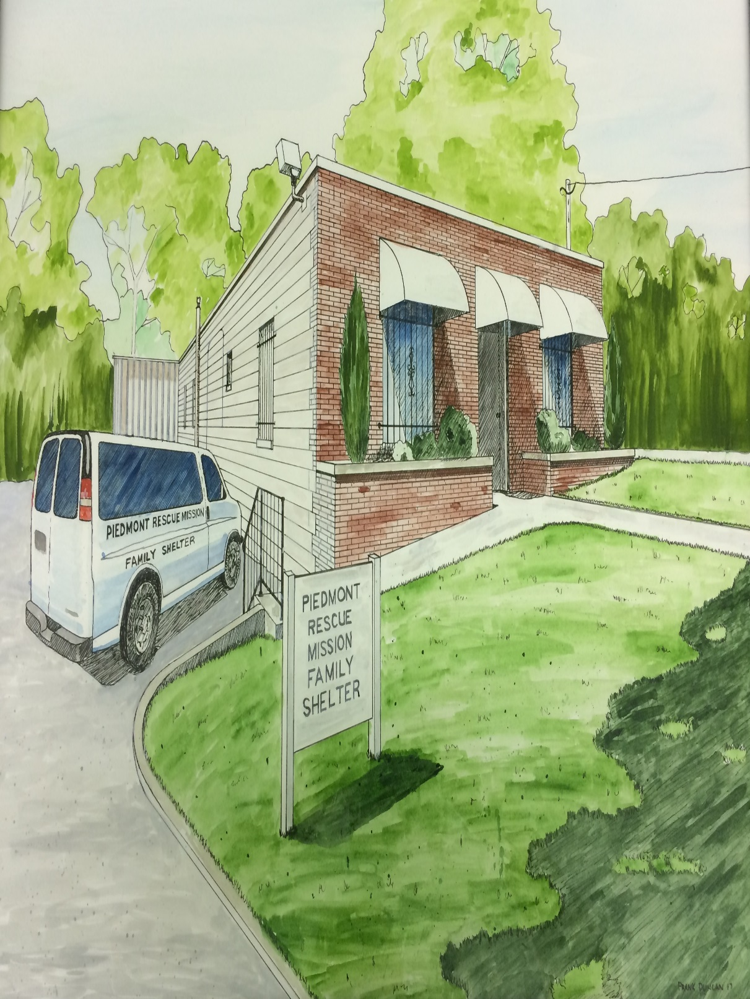 PIEDMONT RESCUE MISSION
FAMILY SHELTER
PIEDMONT
RESCUE
MISSION
FAMILY
SHELTER
FRANK DUNCAN 17